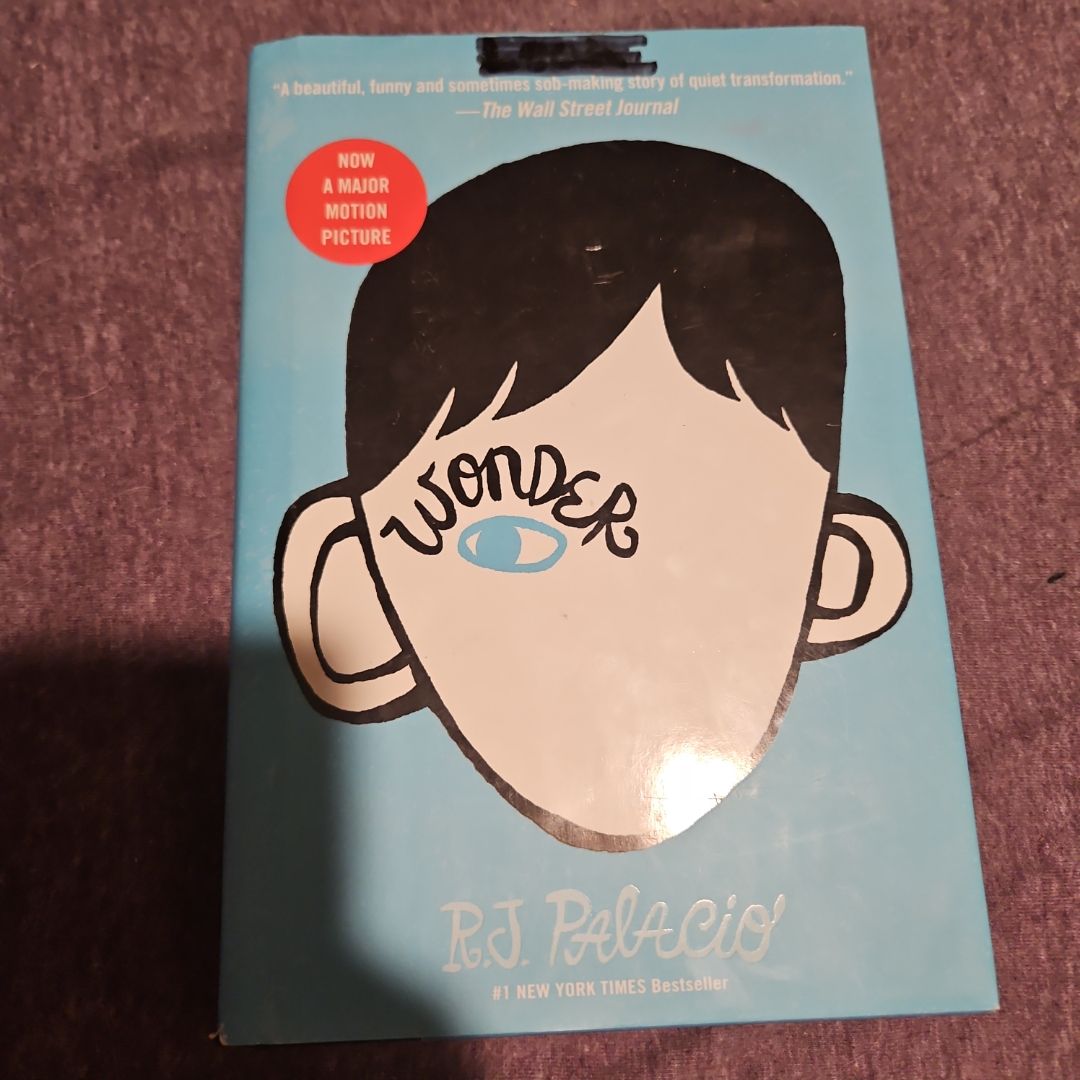 "A beautiful, funny and sometimes sob-making story of quiet transformation."
—The Wall Street Journal
NOW
A MAJOR
MOTION
PICTURE
WONDER
R.J. PALACIO
#1 NEW YORK TIMES Bestseller